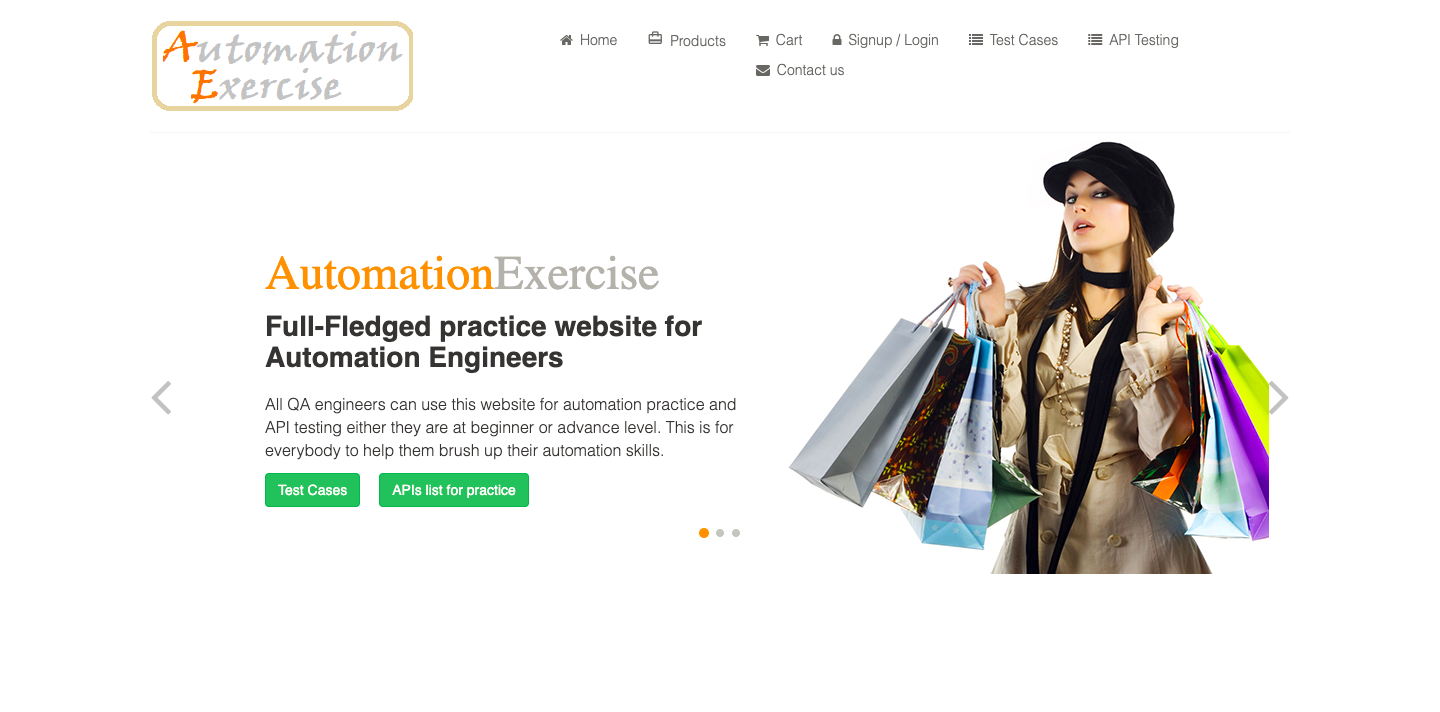 Automation
Exercise
Home
Products
Cart
Signup / Login
Test Cases
API Testing
Contact us
AutomationExercise
Full-Fledged practice website for
Automation Engineers
All QA engineers can use this website for automation practice and
API testing either they are at beginner or advance level. This is for
everybody to help them brush up their automation skills.
Test Cases
APIs list for practice